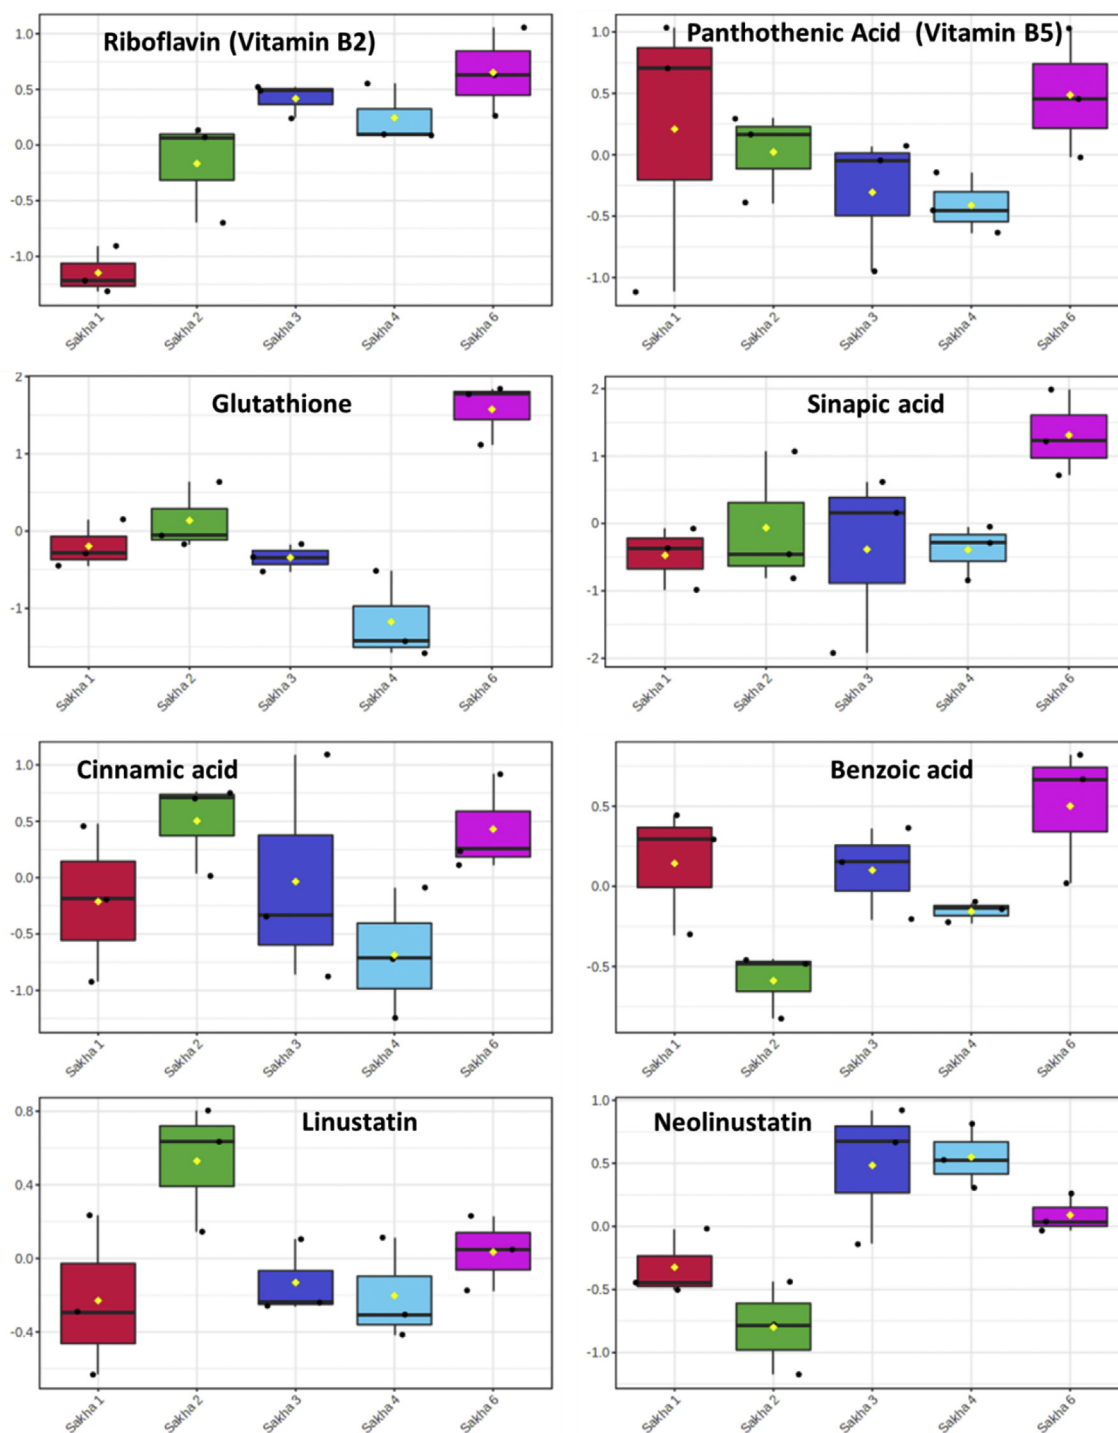 Riboflavin (Vitamin B2)
1.0
0.5
0.0
-0.5
-1.0
Sakha 1
Sakha 2
Sakha 3
Sakha 4
Sakha 6
Panthothenic Acid (Vitamin B5)
1.0
0.5
0.0
-0.5
-1.0
Sakha 1
Sakha 2
Sakha 3
Sakha 4
Sakha 6
Glutathione
2
1
0
-1
Sakha 1
Sakha 2
Sakha 3
Sakha 4
Sakha 6
Sinapic acid
2
1
0
-1
-2
Sakha 1
Sakha 2
Sakha 3
Sakha 4
Sakha 6
Cinnamic acid
1.0
0.5
0.0
-0.5
-1.0
Sakha 1
Sakha 2
Sakha 3
Sakha 4
Sakha 6
Benzoic acid
0.5
0.0
-0.5
Sakha 1
Sakha 2
Sakha 3
Sakha 4
Sakha 6
Linustatin
0.8
0.4
0.0
-0.4
Sakha 1
Sakha 2
Sakha 3
Sakha 4
Sakha 6
Neolinustatin
1.0
0.5
0.0
-0.5
-1.0
Sakha 1
Sakha 2
Sakha 3
Sakha 4
Sakha 6